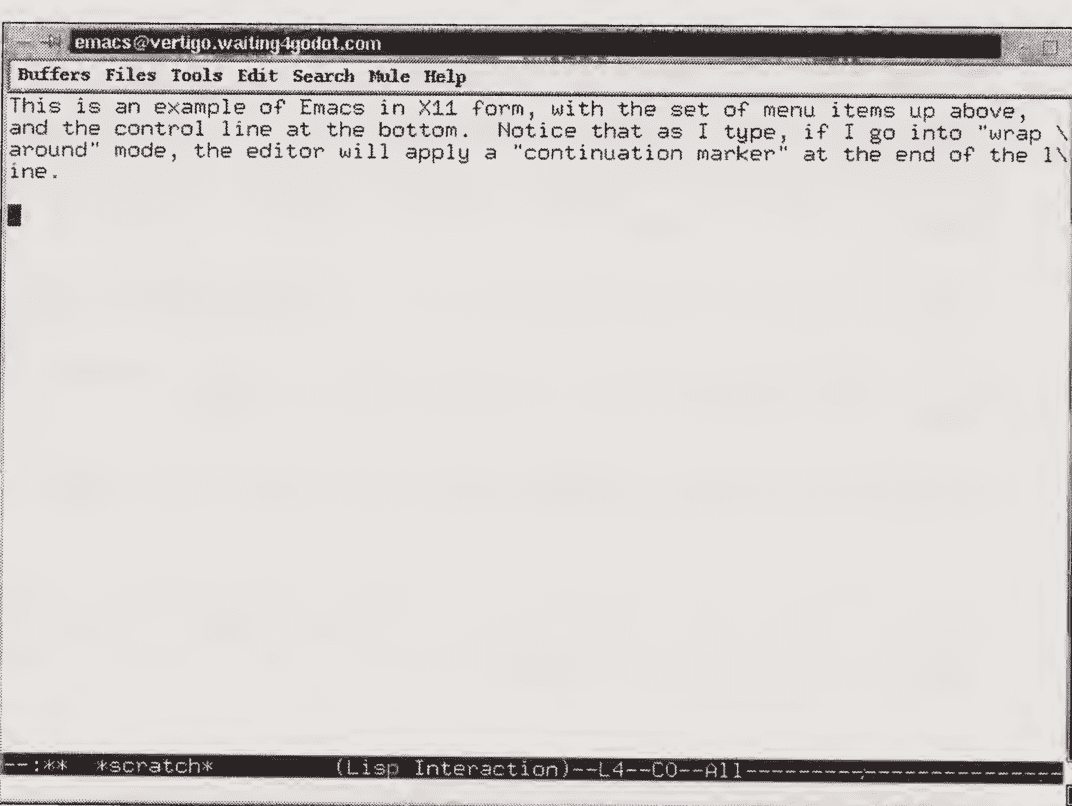 emacs@vertigo.waiting4godot.com
Buffers Files Tools Edit Search Mule Help
This is an example of Emacs in X11 form, with the set of menu items up above,
and the control line at the bottom.  Notice that as I type, if I go into "wrap \
around" mode, the editor will apply a "continuation marker" at the end of the l\
ine.
--:**  *scratch*          (Lisp Interaction)--L4--C0--All---------------------------